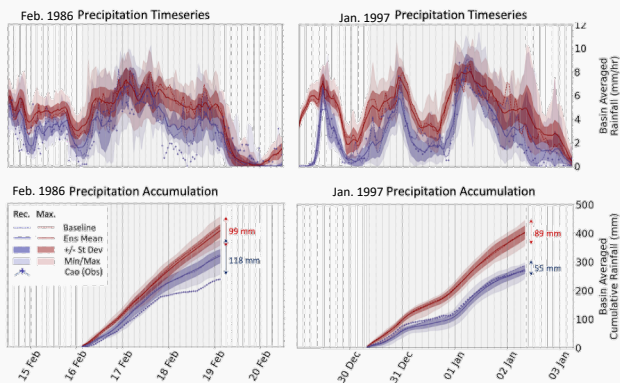 Feb. 1986 Precipitation Timeseries
Jan. 1997 Precipitation Timeseries
12
10
8
6
4
2
0
Basin Averaged
Rainfall (mm/hr)
Feb. 1986 Precipitation Accumulation
Jan. 1997 Precipitation Accumulation
Rec. Max.
Baseline
Ens Mean
+/- St Dev
Min/Max
Cao (Obs)
99 mm
118 mm
89 mm
55 mm
500
400
300
200
100
0
Basin Averaged
Cumulative Rainfall (mm)
15 Feb
16 Feb
17 Feb
18 Feb
19 Feb
20 Feb
30 Dec
31 Dec
01 Jan
02 Jan
03 Jan